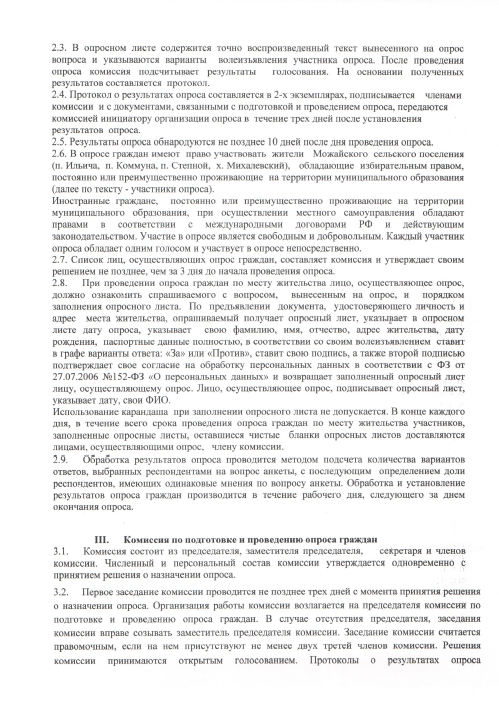 2.3. В опросном листе содержится точно воспроизведенный текст вынесенного на опрос
вопроса и указываются варианты волеизъявления участника опроса. После проведения
опроса комиссия подсчитывает результаты голосования. На основании полученных
результатов составляется протокол.
2.4. Протокол о результатах опроса составляется в 2-х экземплярах, подписывается членами
комиссии и с документами, связанными с подготовкой и проведением опроса, передаются
комиссией инициатору организации опроса в течение трех дней после установления
результатов опроса.
2.5. Результаты опроса обнародуются не позднее 10 дней после дня проведения опроса.
2.6. В опросе граждан имеют право участвовать жители Можайского сельского поселения
(п. Ильича, п. Коммуна, п. Степной, х. Михалевский), обладающие избирательным правом,
постоянно или преимущественно проживающие на территории муниципального образования
(далее по тексту - участники опроса).
Иностранные граждане, постоянно или преимущественно проживающие на территории
муниципального образования, при осуществлении местного самоуправления обладают
правами в соответствии с международными договорами РФ и действующим
законодательством. Участие в опросе является свободным и добровольным. Каждый участник
опроса обладает одним голосом и участвует в опросе непосредственно.
2.7. Список лиц, осуществляющих опрос граждан, составляет комиссия и утверждает своим
решением не позднее, чем за 3 дня до начала проведения опроса.
2.8. При проведении опроса граждан по месту жительства лицо, осуществляющее опрос,
должно ознакомить спрашиваемого с вопросом, вынесенным на опрос, и порядком
заполнения опросного листа. По предъявлении документа, удостоверяющего личность и
адрес места жительства, опрашиваемый получает опросный лист, указывает в опросном
листе дату опроса, указывает свою фамилию, имя, отчество, адрес жительства, дату
рождения, паспортные данные полностью, в соответствии со своим волеизъявлением ставит
в графе варианты ответа: «За» или «Против», ставит свою подпись, а также второй подписью
подтверждает свое согласие на обработку персональных данных в соответствии с ФЗ от
27.07.2006 №152-ФЗ «О персональных данных» и возвращает заполненный опросный лист
лицу, осуществляющему опрос. Лицо, осуществляющее опрос, подписывает опросный лист,
указывает дату, свои ФИО.
Использование карандаша при заполнении опросного листа не допускается. В конце каждого
дня, в течение всего срока проведения опроса граждан по месту жительства участников,
заполненные опросные листы, оставшиеся чистые бланки опросных листов доставляются
лицами, осуществляющими опрос, члену комиссии.
2.9. Обработка результатов опроса проводится методом подсчета количества вариантов
ответов, выбранных респондентами на вопрос анкеты, с последующим определением доли
респондентов, имеющих одинаковые мнения по вопросу анкеты. Обработка и установление
результатов опроса граждан производится в течение рабочего дня, следующего за днем
окончания опроса.
III. Комиссия по подготовке и проведению опроса граждан
3.1. Комиссия состоит из председателя, заместителя председателя, секретаря и членов
комиссии. Численный и персональный состав комиссии утверждается одновременно с
принятием решения о назначении опроса.
3.2. Первое заседание комиссии проводится не позднее трех дней с момента принятия решения
о назначении опроса. Организация работы комиссии возлагается на председателя комиссии по
подготовке и проведению опроса граждан. В случае отсутствия председателя, заседания
комиссии вправе созывать заместитель председателя комиссии. Заседание комиссии считается
правомочным, если на нем присутствуют не менее двух третей членов комиссии. Решения
комиссии принимаются открытым голосованием. Протоколы о результатах опроса